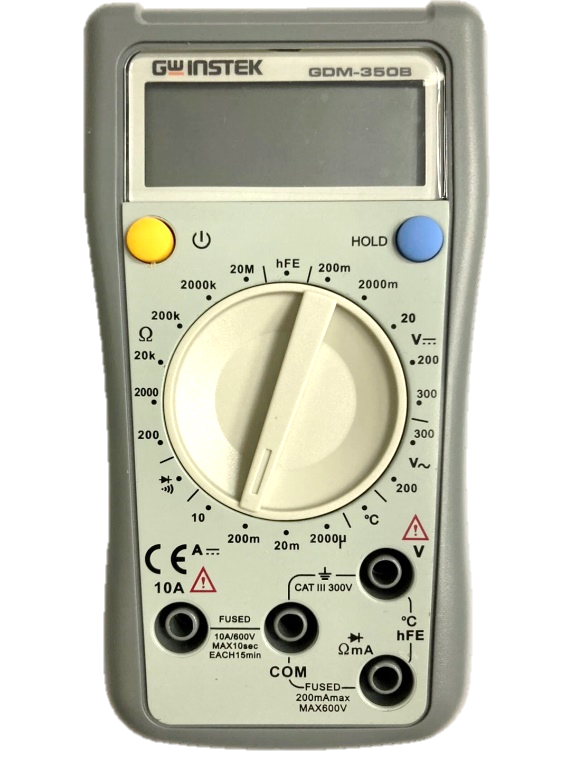 GW INSTEK GDM-350B
HOLD
hFE
20M 200m
2000k 2000m
200k 20
Ω V⎓
20k 200
2000 300
200 300
V~
200
10 °C
200m 20m 2000µ
CE A⎓
10A V
CAT III 300V
FUSED
10A/600V
MAX10sec
EACH15min
°C
hFE
ΩmA
COM
FUSED
200mAmax
MAX600V